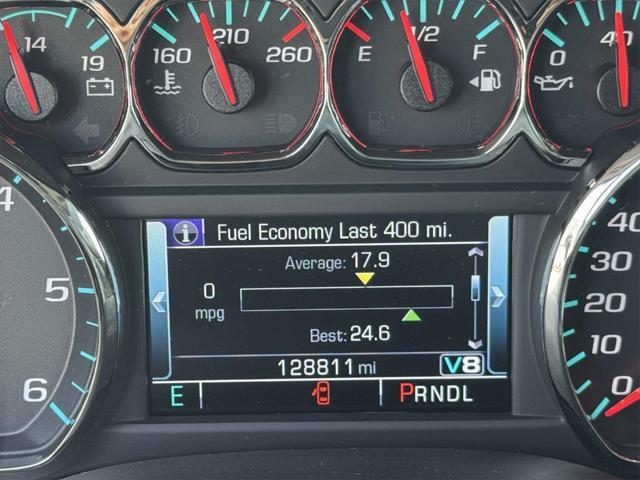 14
19
160
210
260
E
1/2
F
0
40
4
5
6
Fuel Economy Last 400 mi.
Average: 17.9
0
mpg
Best: 24.6
128811 mi
V8
E
PRNDL
40
30
20
10
0